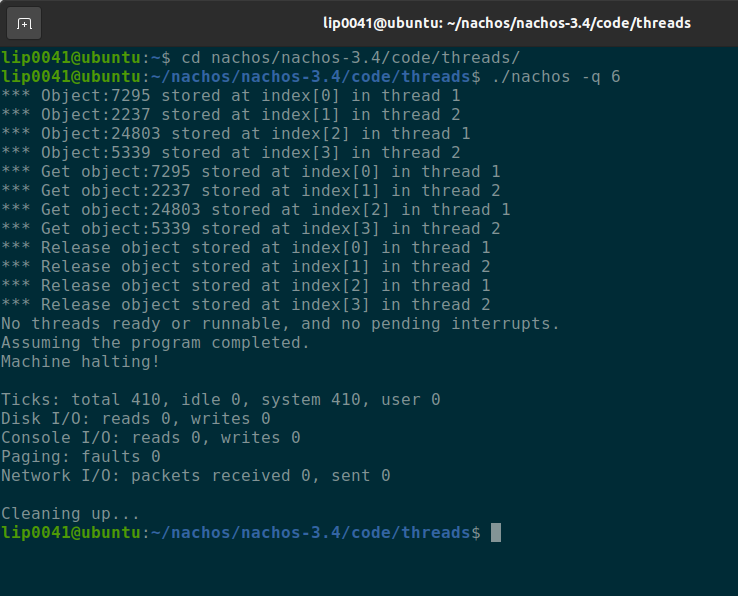 lip0041@ubuntu: ~/nachos/nachos-3.4/code/threads
lip0041@ubuntu:~$ cd nachos/nachos-3.4/code/threads/
lip0041@ubuntu:~/nachos/nachos-3.4/code/threads$ ./nachos -q 6
*** Object:7295 stored at index[0] in thread 1
*** Object:2237 stored at index[1] in thread 2
*** Object:24803 stored at index[2] in thread 1
*** Object:5339 stored at index[3] in thread 2
*** Get object:7295 stored at index[0] in thread 1
*** Get object:2237 stored at index[1] in thread 2
*** Get object:24803 stored at index[2] in thread 1
*** Get object:5339 stored at index[3] in thread 2
*** Release object stored at index[0] in thread 1
*** Release object stored at index[1] in thread 2
*** Release object stored at index[2] in thread 1
*** Release object stored at index[3] in thread 2
No threads ready or runnable, and no pending interrupts.
Assuming the program completed.
Machine halting!
Ticks: total 410, idle 0, system 410, user 0
Disk I/O: reads 0, writes 0
Console I/O: reads 0, writes 0
Paging: faults 0
Network I/O: packets received 0, sent 0
Cleaning up...
lip0041@ubuntu:~/nachos/nachos-3.4/code/threads$